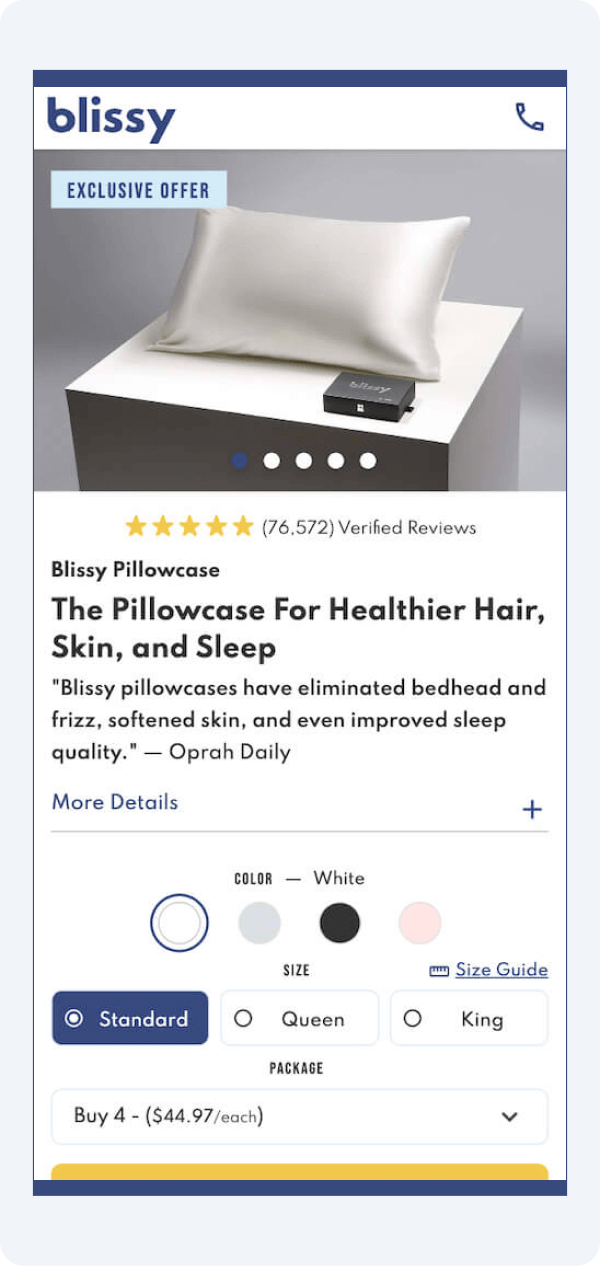 blissy
EXCLUSIVE OFFER
blissy
(76,572) Verified Reviews
Blissy Pillowcase
The Pillowcase For Healthier Hair,
Skin, and Sleep
"Blissy pillowcases have eliminated bedhead and
frizz, softened skin, and even improved sleep
quality." — Oprah Daily
More Details
COLOR — White
SIZE
Size Guide
Standard
Queen
King
PACKAGE
Buy 4 - ($44.97/each)